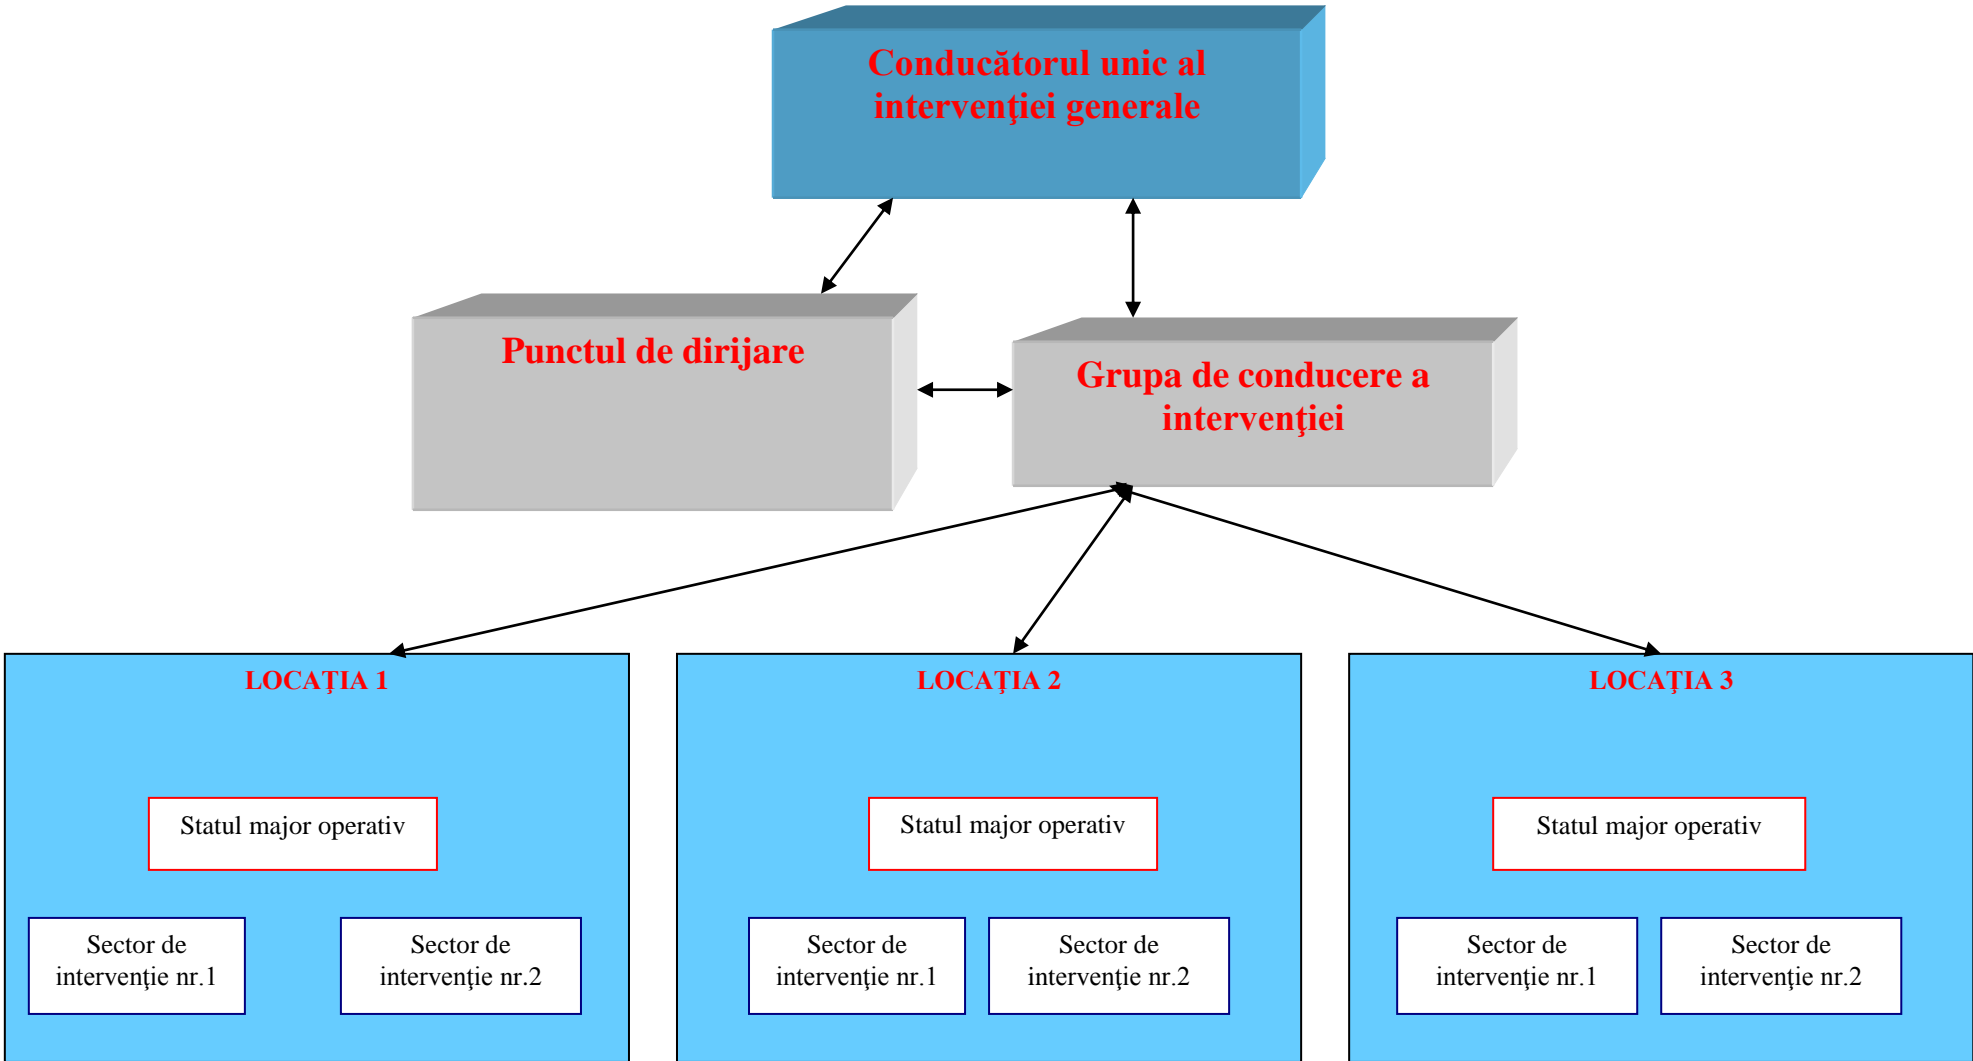 Conducătorul unic al
intervenţiei generale
Punctul de dirijare
Grupa de conducere a
intervenţiei
LOCAŢIA 1
Statul major operativ
Sector de
intervenţie nr.1
Sector de
intervenţie nr.2
LOCAŢIA 2
Statul major operativ
Sector de
intervenţie nr.1
Sector de
intervenţie nr.2
LOCAŢIA 3
Statul major operativ
Sector de
intervenţie nr.1
Sector de
intervenţie nr.2